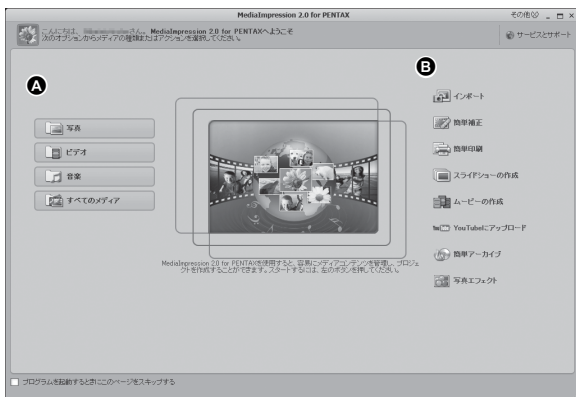 MediaImpression 2.0 for PENTAX
その他
こんにちは、 さん。MediaImpression 2.0 for PENTAXへようこそ
次のオプションからメディアの種類またはアクションを選択してください。
サービスとサポート
A
写真
ビデオ
音楽
すべてのメディア
B
インポート
簡単補正
簡単印刷
スライドショーの作成
ムービーの作成
YouTubeにアップロード
簡単アーカイブ
写真エフェクト
MediaImpression 2.0 for PENTAXを使用すると、容易にメディアコンテンツを管理し、プロジェ
クトを作成することができます。スタートするには、左のボタンを押してください。
プログラムを起動するときにこのページをスキップする